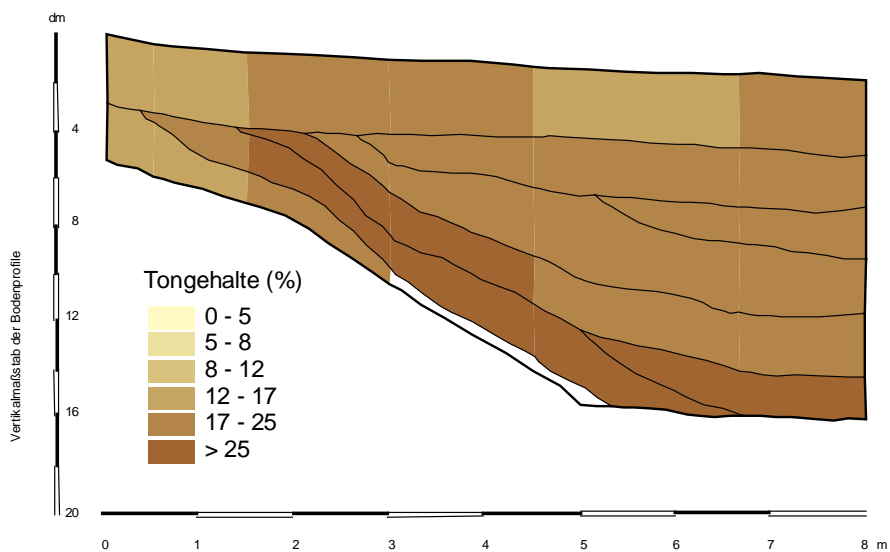 dm
4
8
12
16
20
Vertikalmaßstab der Bodenprofile
Tongehalte (%)
0 - 5
5 - 8
8 - 12
12 - 17
17 - 25
> 25
0 1 2 3 4 5 6 7 8 m